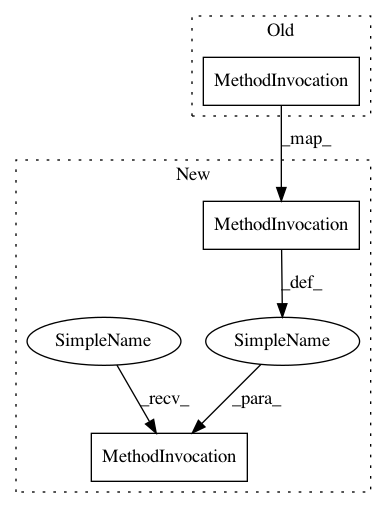 Old
MethodInvocation
_map_
New
MethodInvocation
_def_
SimpleName
SimpleName
_recv_
_para_
MethodInvocation